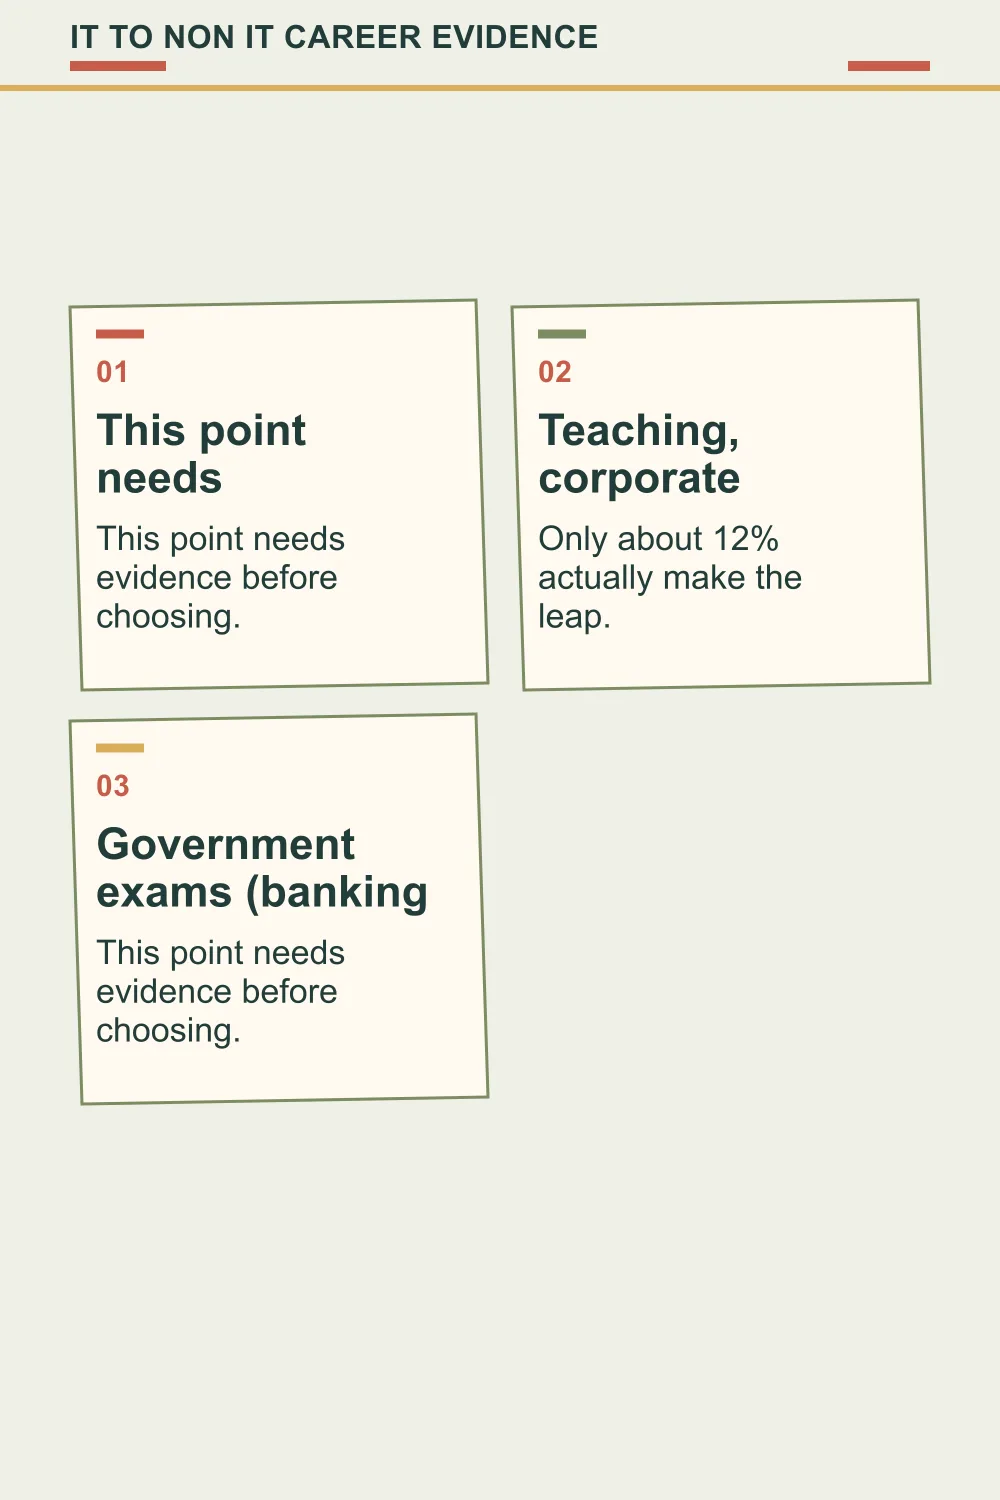 IT TO NON IT CAREER EVIDENCE
01
This point
needs
This point needs
evidence before
choosing.
02
Teaching,
corporate
Only about 12%
actually make the
leap.
03
Government
exams (banking
This point needs
evidence before
choosing.